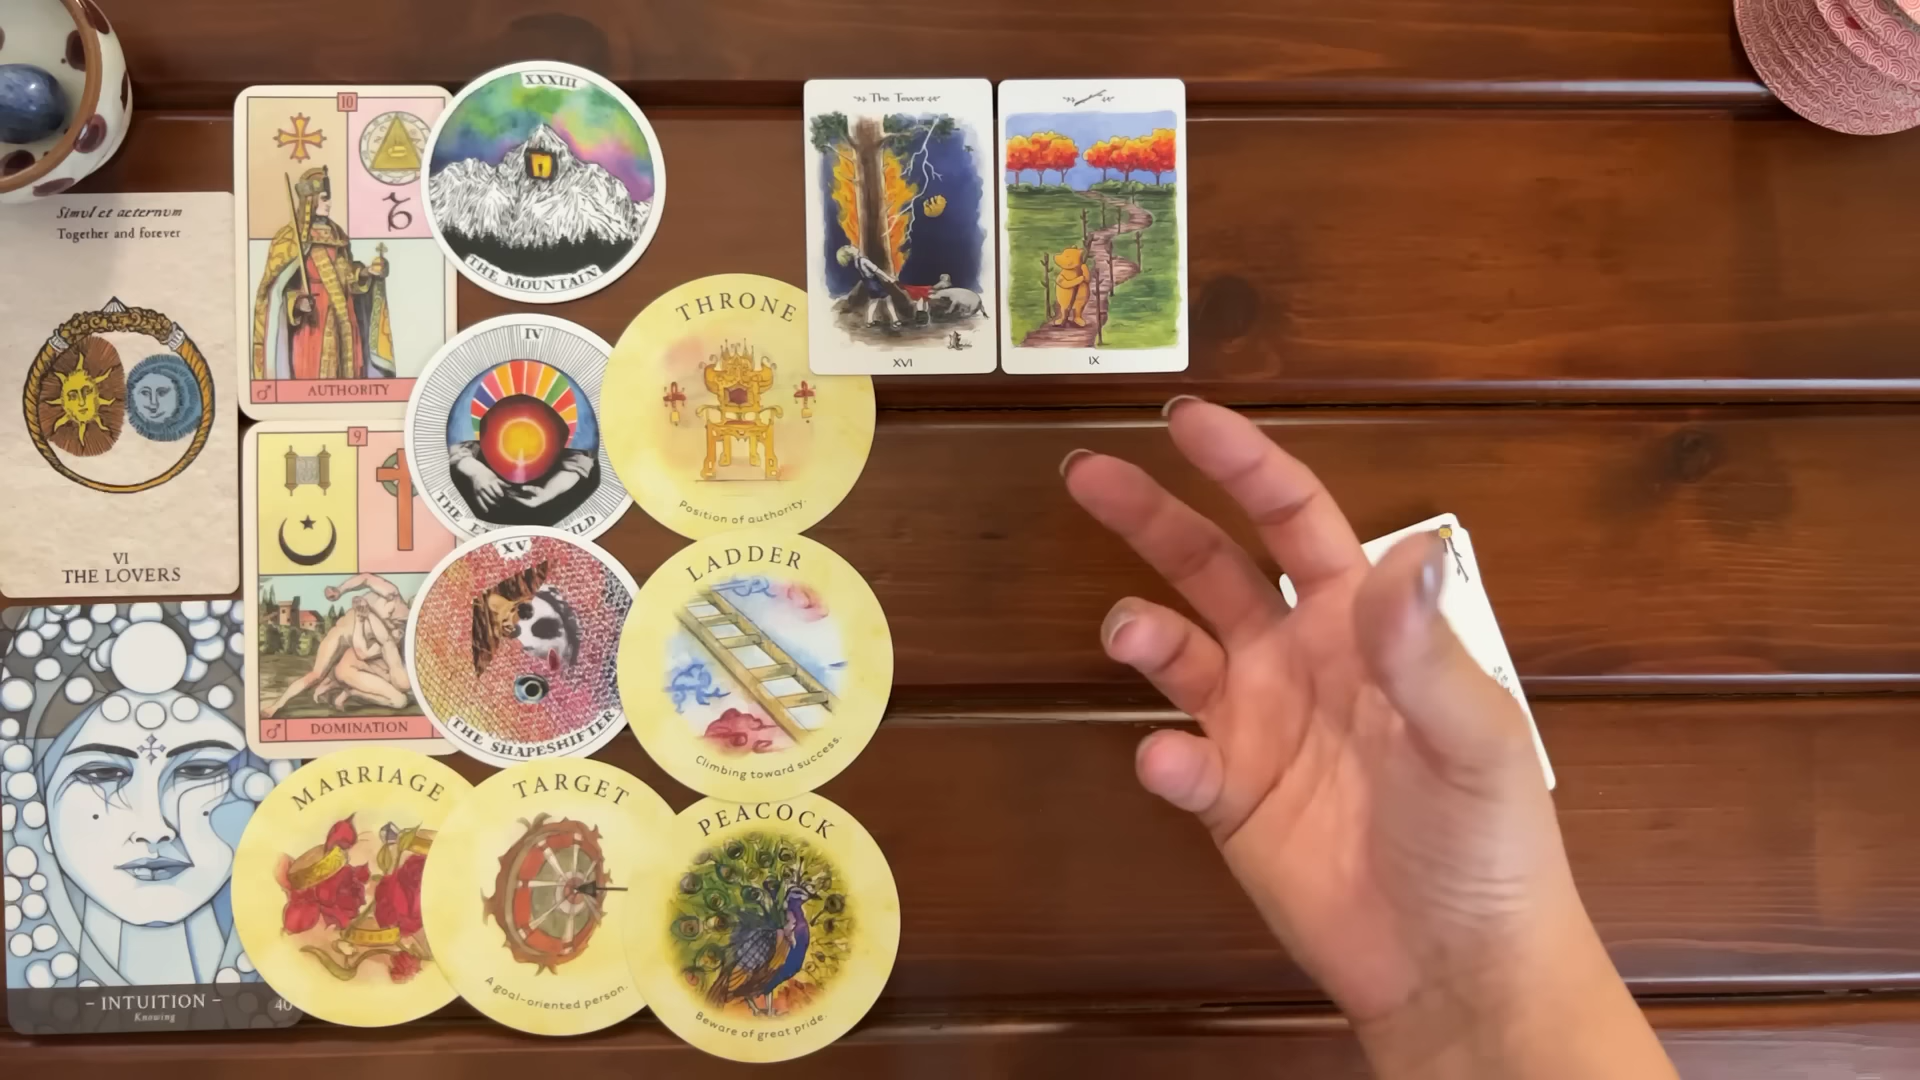 Simul et aeternum
Together and forever
VI
THE LOVERS
- INTUITION -
Knowing
40
10
AUTHORITY
9
DOMINATION
XXXIII
THE MOUNTAIN
IV
THE
XV
THE SHAPESHIFTER
THRONE
Position of authority.
LADDER
Climbing toward success.
MARRIAGE
TARGET
A goal-oriented person.
PEACOCK
Beware of great pride.
The Tower
XVI
IX